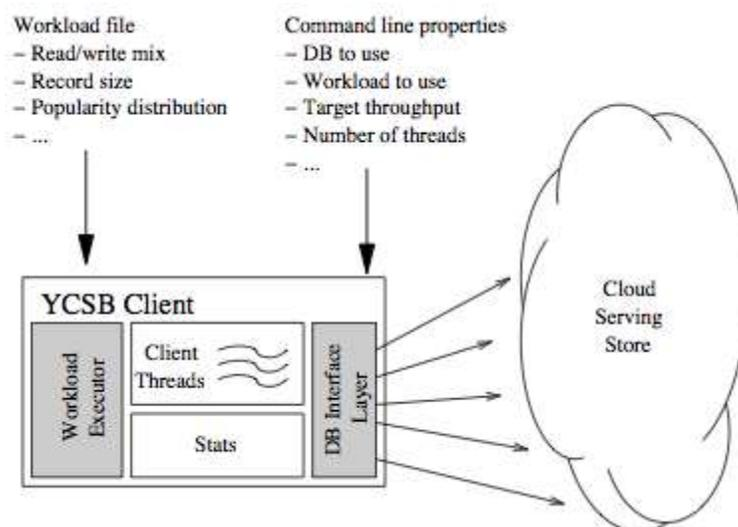 Workload file
– Read/write mix
– Record size
– Popularity distribution
– ...
Command line properties
– DB to use
– Workload to use
– Target throughput
– Number of threads
– ...
YCSB Client
Workload
Executor
Client
Threads
Stats
DB Interface
Layer
Cloud
Serving
Store